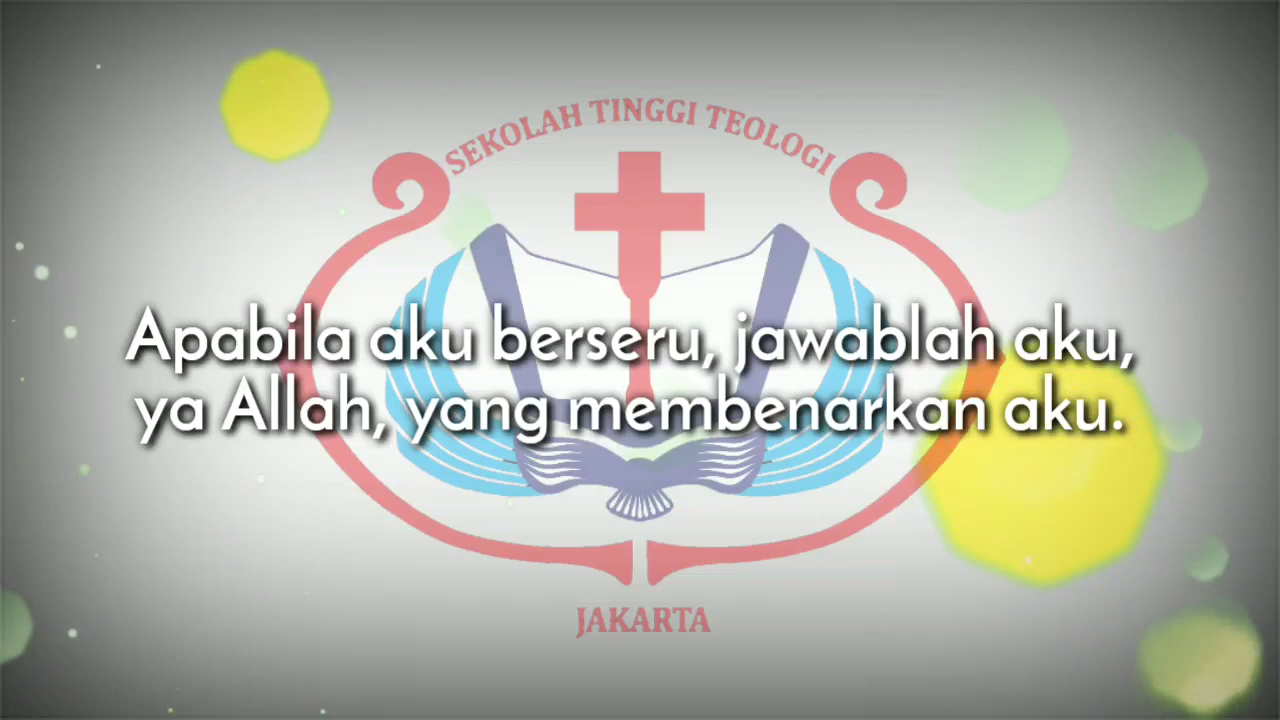 SEKOLAH TINGGI TEOLOGI
Apabila aku berseru, jawablah aku,
ya Allah, yang membenarkan aku.
JAKARTA